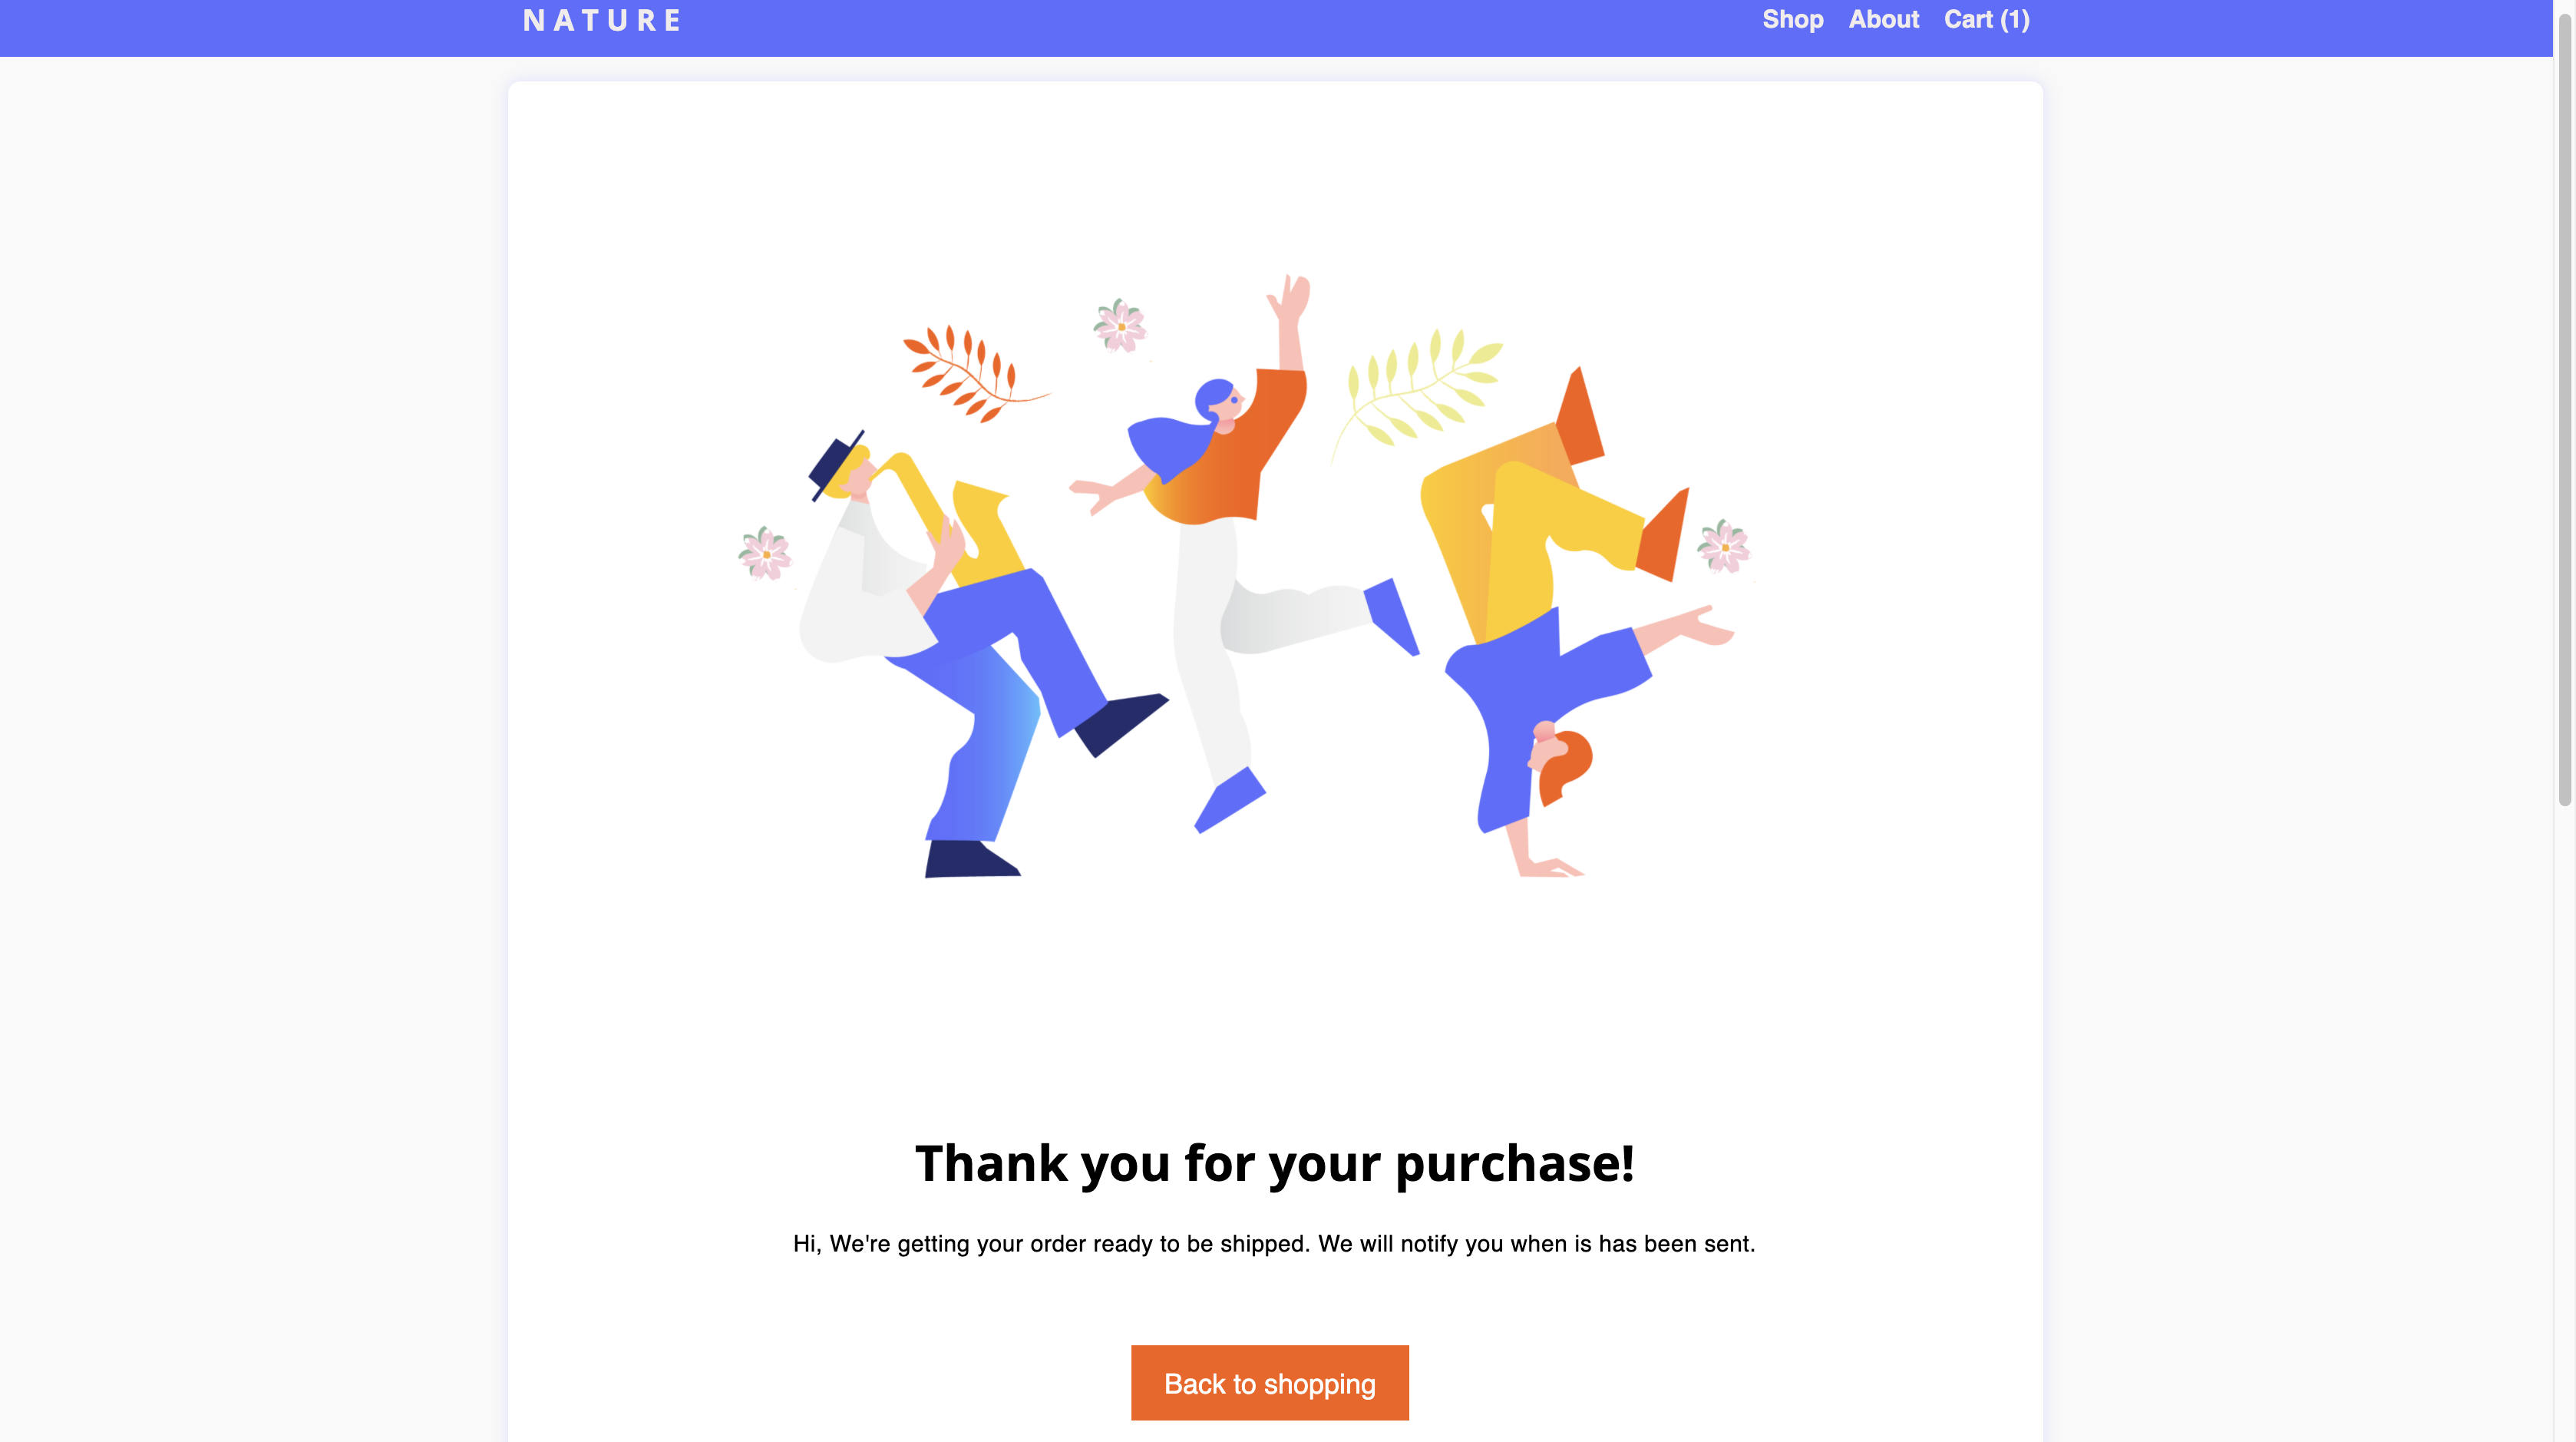 NATURE
Shop About Cart (1)
Thank you for your purchase!
Hi, We're getting your order ready to be shipped. We will notify you when is has been sent.
Back to shopping